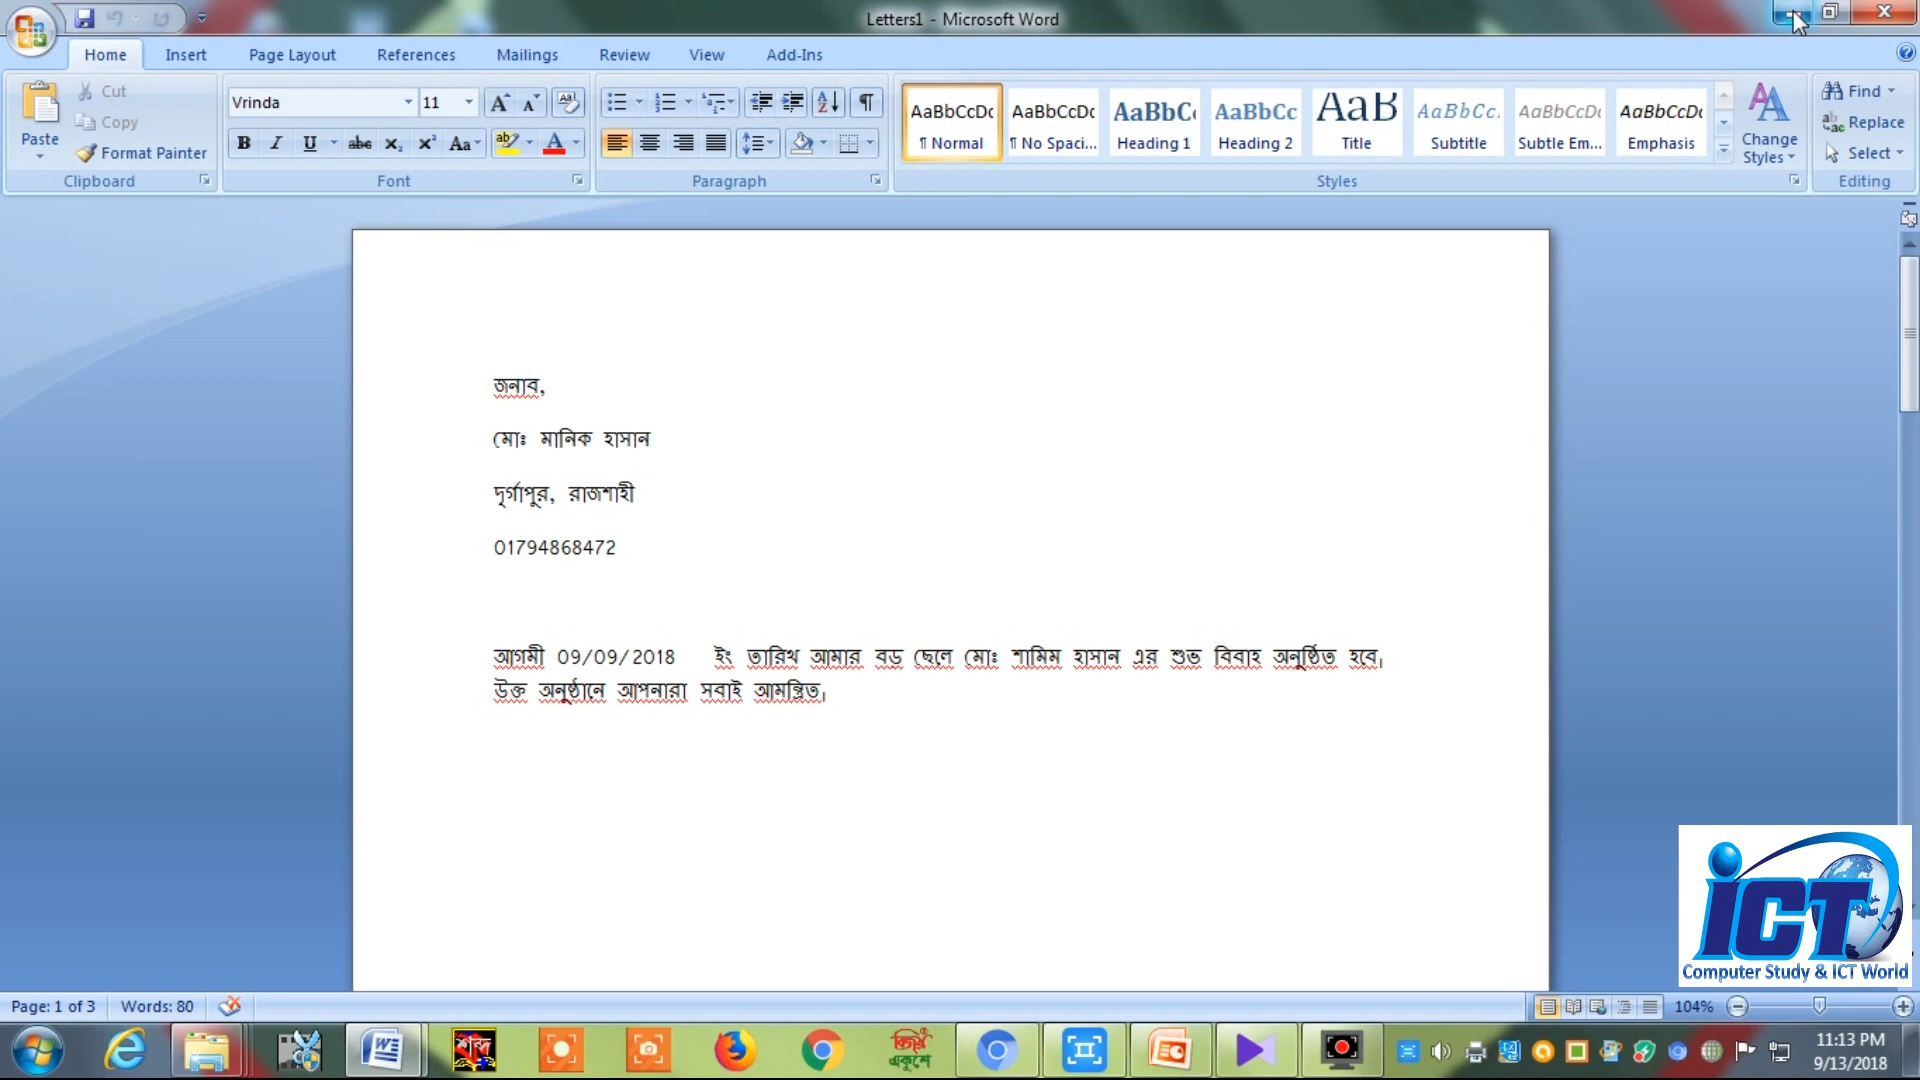 Letters1 - Microsoft Word
Home Insert Page Layout References Mailings Review View Add-Ins
Paste
Cut
Copy
Format Painter
Clipboard
Vrinda 11
Font
Paragraph
AaBbCcDc AaBbCcDc AaBbC AaBbCc AaB AaBbCc. AaBbCcDc AaBbCcDc
¶ Normal ¶ No Spaci... Heading 1 Heading 2 Title Subtitle Subtle Em... Emphasis
Change Styles
Styles
Find
Replace
Select
Editing
জনাব,
মোঃ মানিক হাসান
দূর্গাপুর, রাজশাহী
01794868472
আগমী 09/09/2018 ইং তারিখ আমার বড ছেলে মোঃ শামিম হাসান এর শুভ বিবাহ অনুষ্ঠিত হবে।
উক্ত অনুষ্ঠানে আপনারা সবাই আমন্ত্রিত।
iCT
Computer Study & ICT World
Page: 1 of 3 Words: 80 104%
শব্দ
একুশে
11:13 PM
9/13/2018